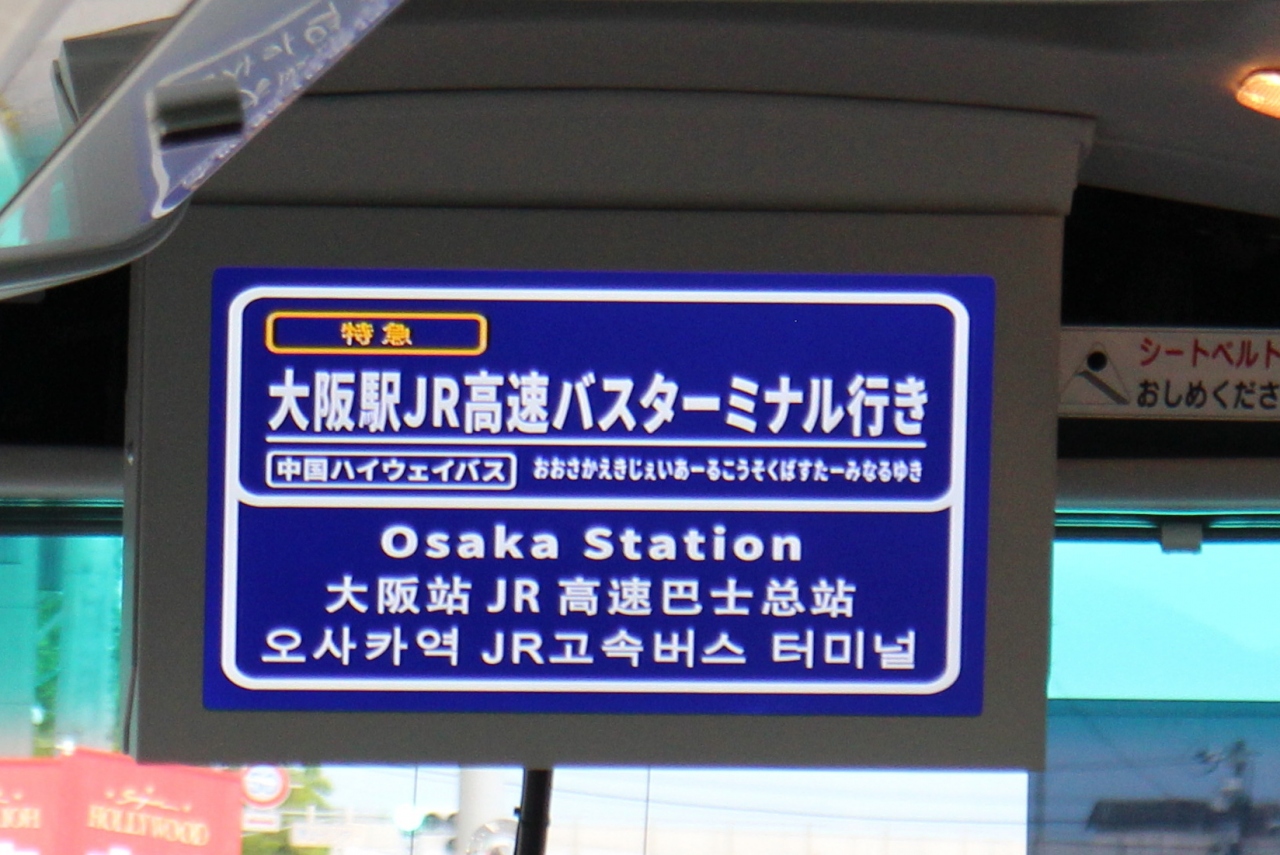 特急
大阪駅JR高速バスターミナル行き
中国ハイウェイバス おおさかえきじぇいあーるこうそくばすたーみなるゆき
Osaka Station
大阪站 JR 高速巴士总站
오사카역 JR고속버스 터미널
シートベルト
おしめくださ
HOLLYWOOD